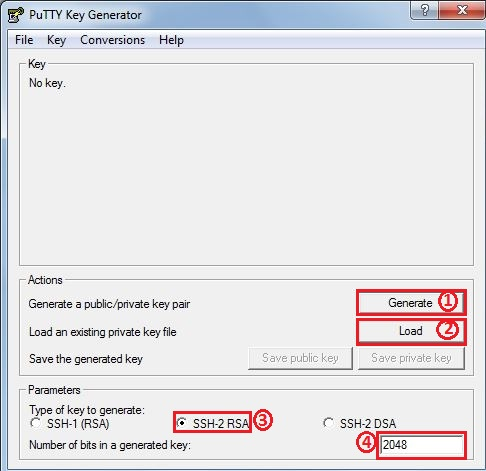 PuTTY Key Generator
File Key Conversions Help
Key
No key.
Actions
Generate a public/private key pair Generate ①
Load an existing private key file Load ②
Save the generated key Save public key Save private key
Parameters
Type of key to generate:
SSH-1 (RSA) SSH-2 RSA ③ SSH-2 DSA
Number of bits in a generated key: ④ 2048